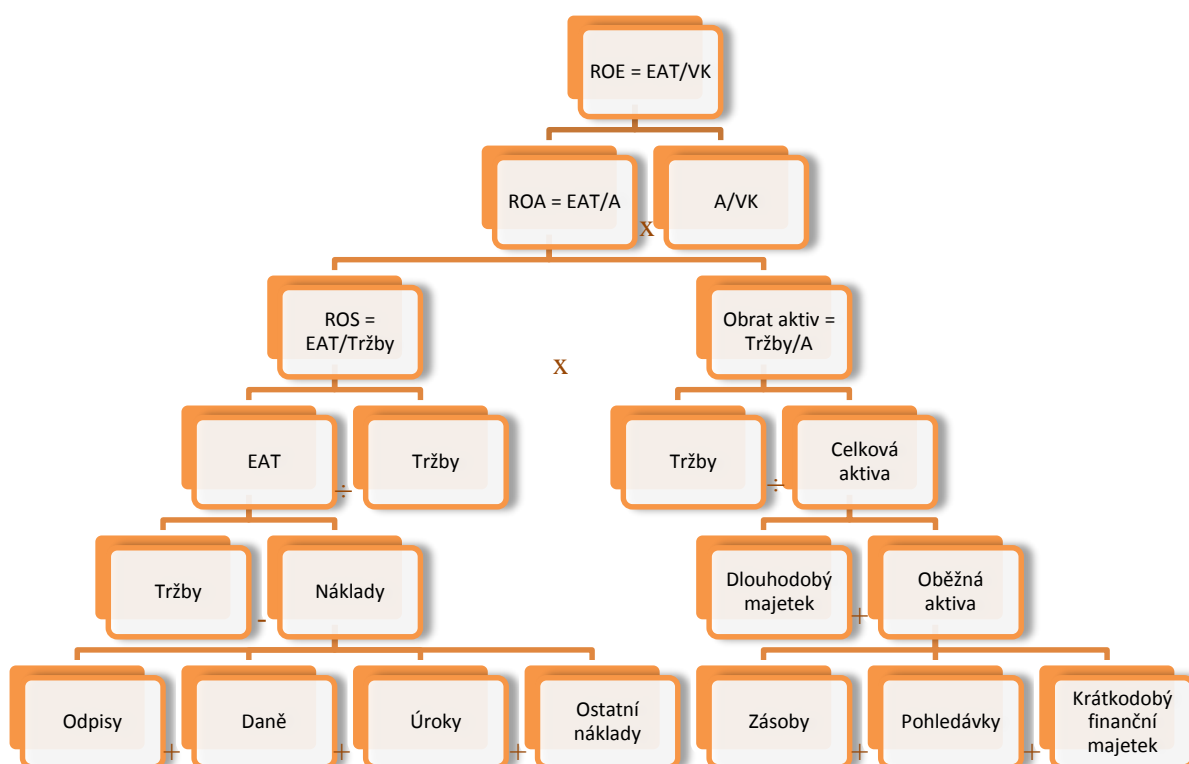 ROE = EAT/VK
ROA = EAT/A
x
A/VK
ROS =
EAT/Tržby
x
Obrat aktiv =
Tržby/A
EAT
÷
Tržby
Tržby
÷
Celková
aktiva
Tržby
-
Náklady
Dlouhodobý
majetek
+
Oběžná
aktiva
Odpisy
+
Daně
+
Úroky
+
Ostatní
náklady
Zásoby
+
Pohledávky
+
Krátkodobý
finanční
majetek